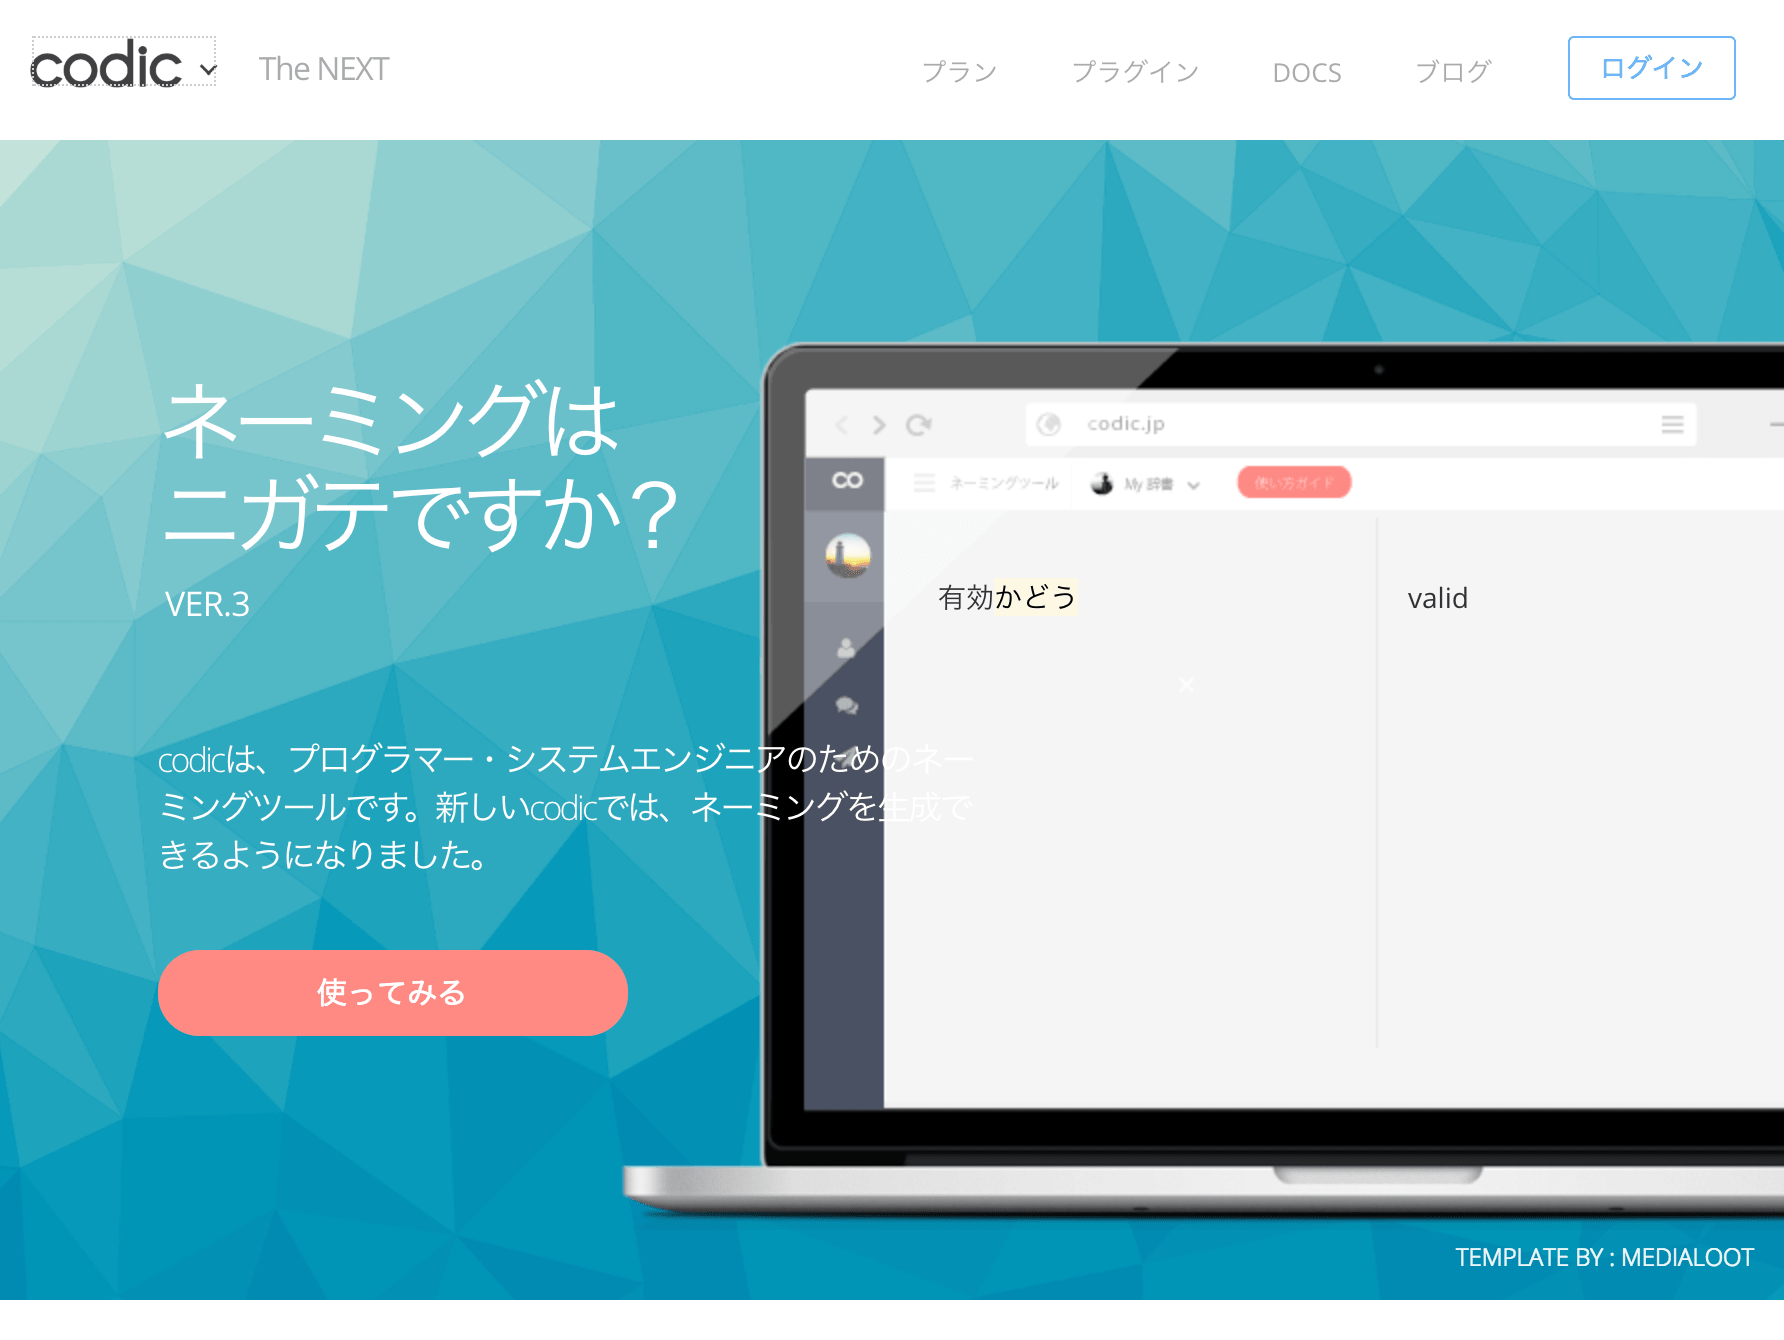 codic
The NEXT
プラン
プラグイン
DOCS
ブログ
ログイン
ネーミングは
ニガテですか？
VER.3
codicは、プログラマー・システムエンジニアのためのネー
ミングツールです。新しいcodicでは、ネーミングを生成で
きるようになりました。
使ってみる
codic.jp
co
ネーミングツール
My 辞書
使い方ガイド
有効かどう
valid
TEMPLATE BY : MEDIALOOT